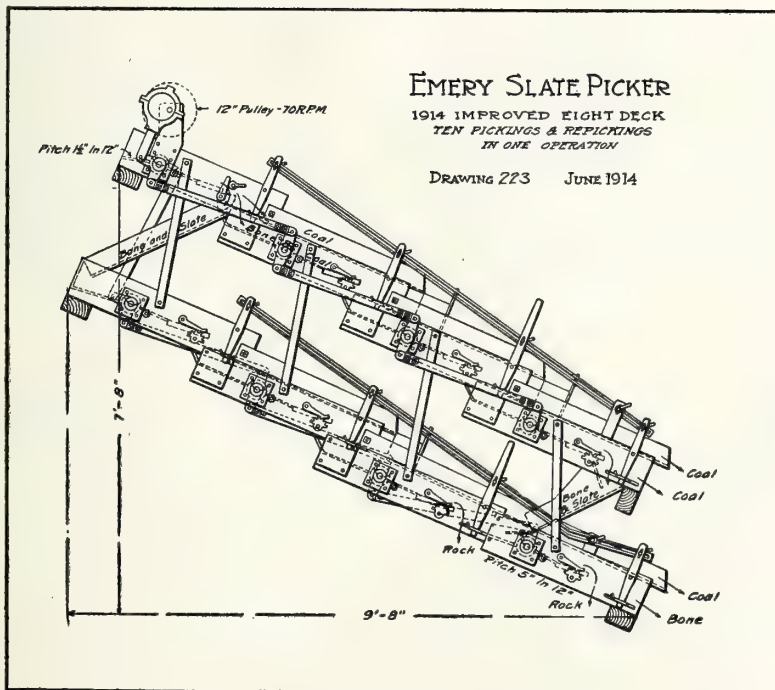 EMERY SLATE PICKER
1914 IMPROVED EIGHT DECK
TEN PICKINGS & REPICKINGS
IN ONE OPERATION
DRAWING 223 JUNE 1914
12" Pulley-70R.P.M.
Pitch 1½" In 12"
Bone and Slate
Coal
Bone
Coal
7'-8"
Coal
Coal
Bone
& Slate
Rock
Pitch 5" In 12"
Rock
Coal
Bone
9'-8"